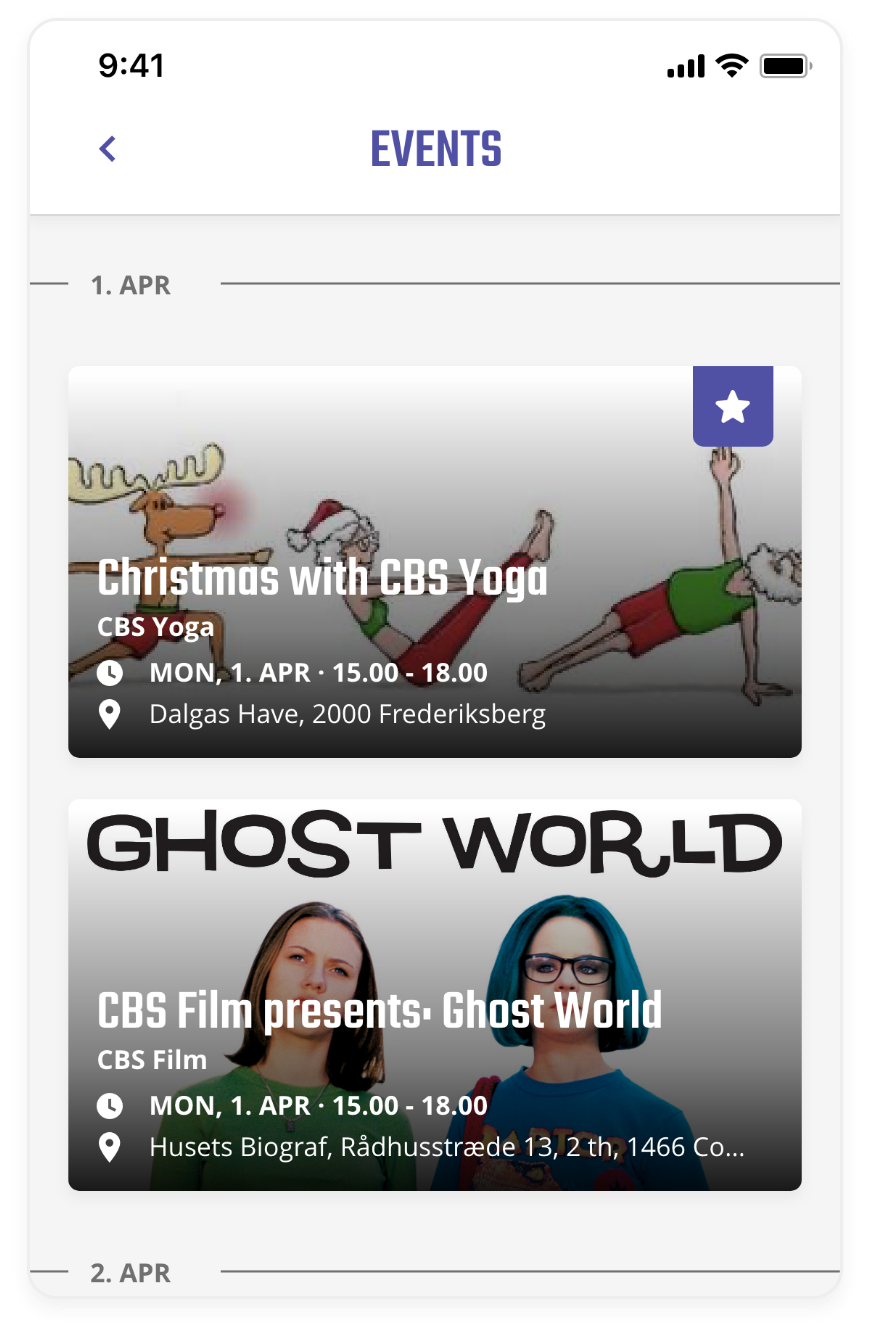 9:41
EVENTS
1. APR
Christmas with CBS Yoga
CBS Yoga
MON, 1. APR · 15.00 - 18.00
Dalgas Have, 2000 Frederiksberg
GHOST WORLD
CBS Film presents: Ghost World
CBS Film
MON, 1. APR · 15.00 - 18.00
Husets Biograf, Rådhusstræde 13, 2 th, 1466 Co...
2. APR